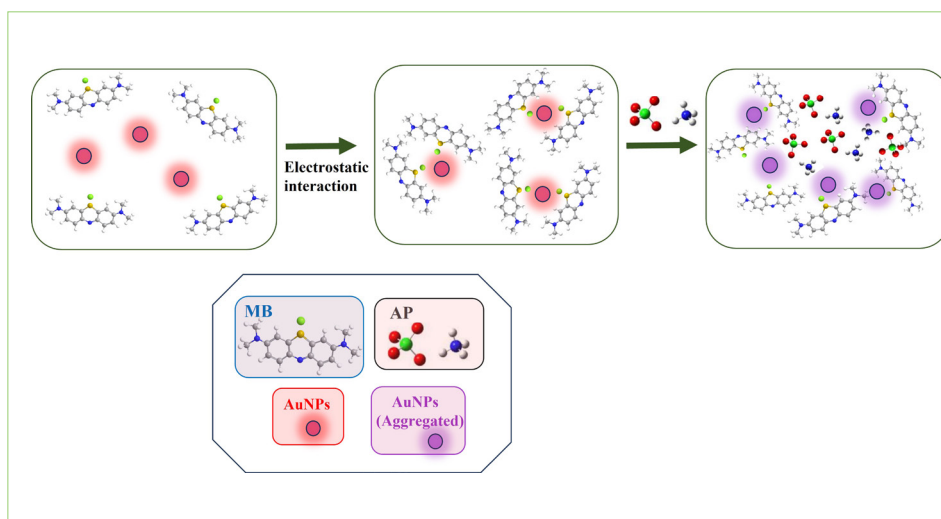 Electrostatic
interaction
MB
AP
AuNPs
AuNPs
(Aggregated)